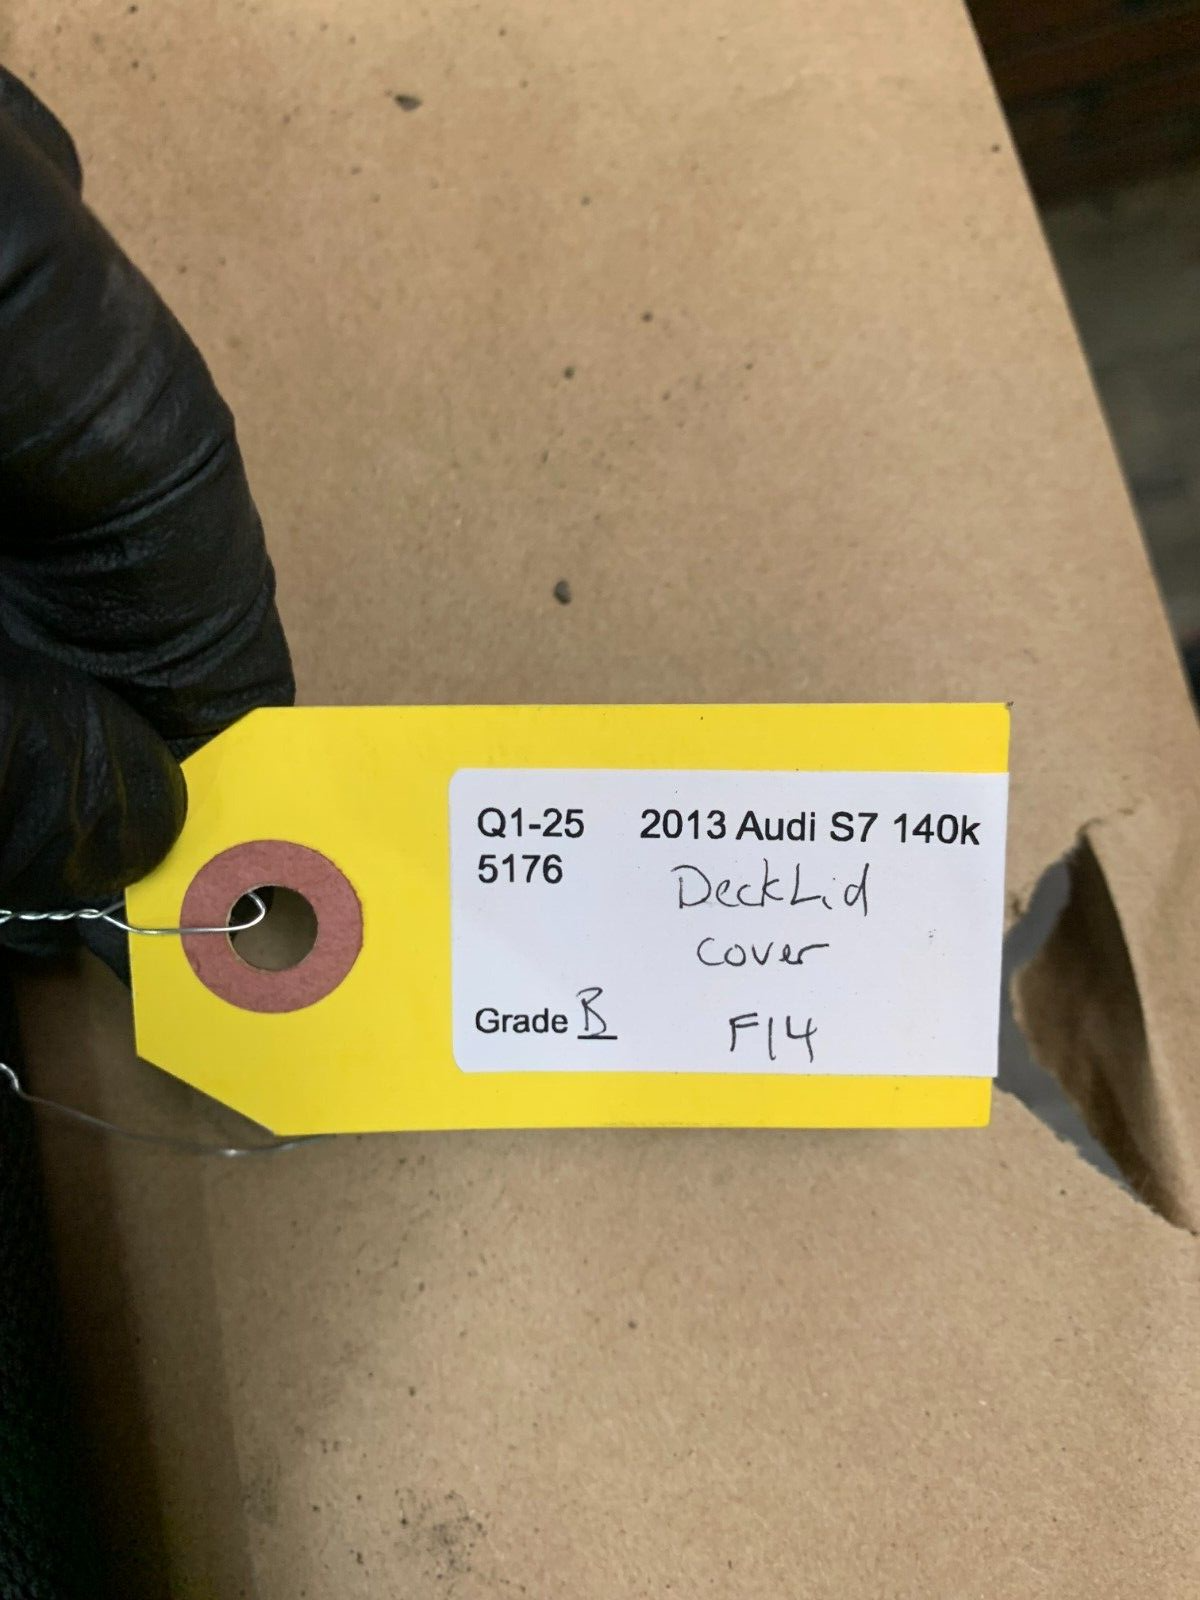 Q1-25 2013 Audi S7 140k
5176 DeckLid
cover
Grade B F14